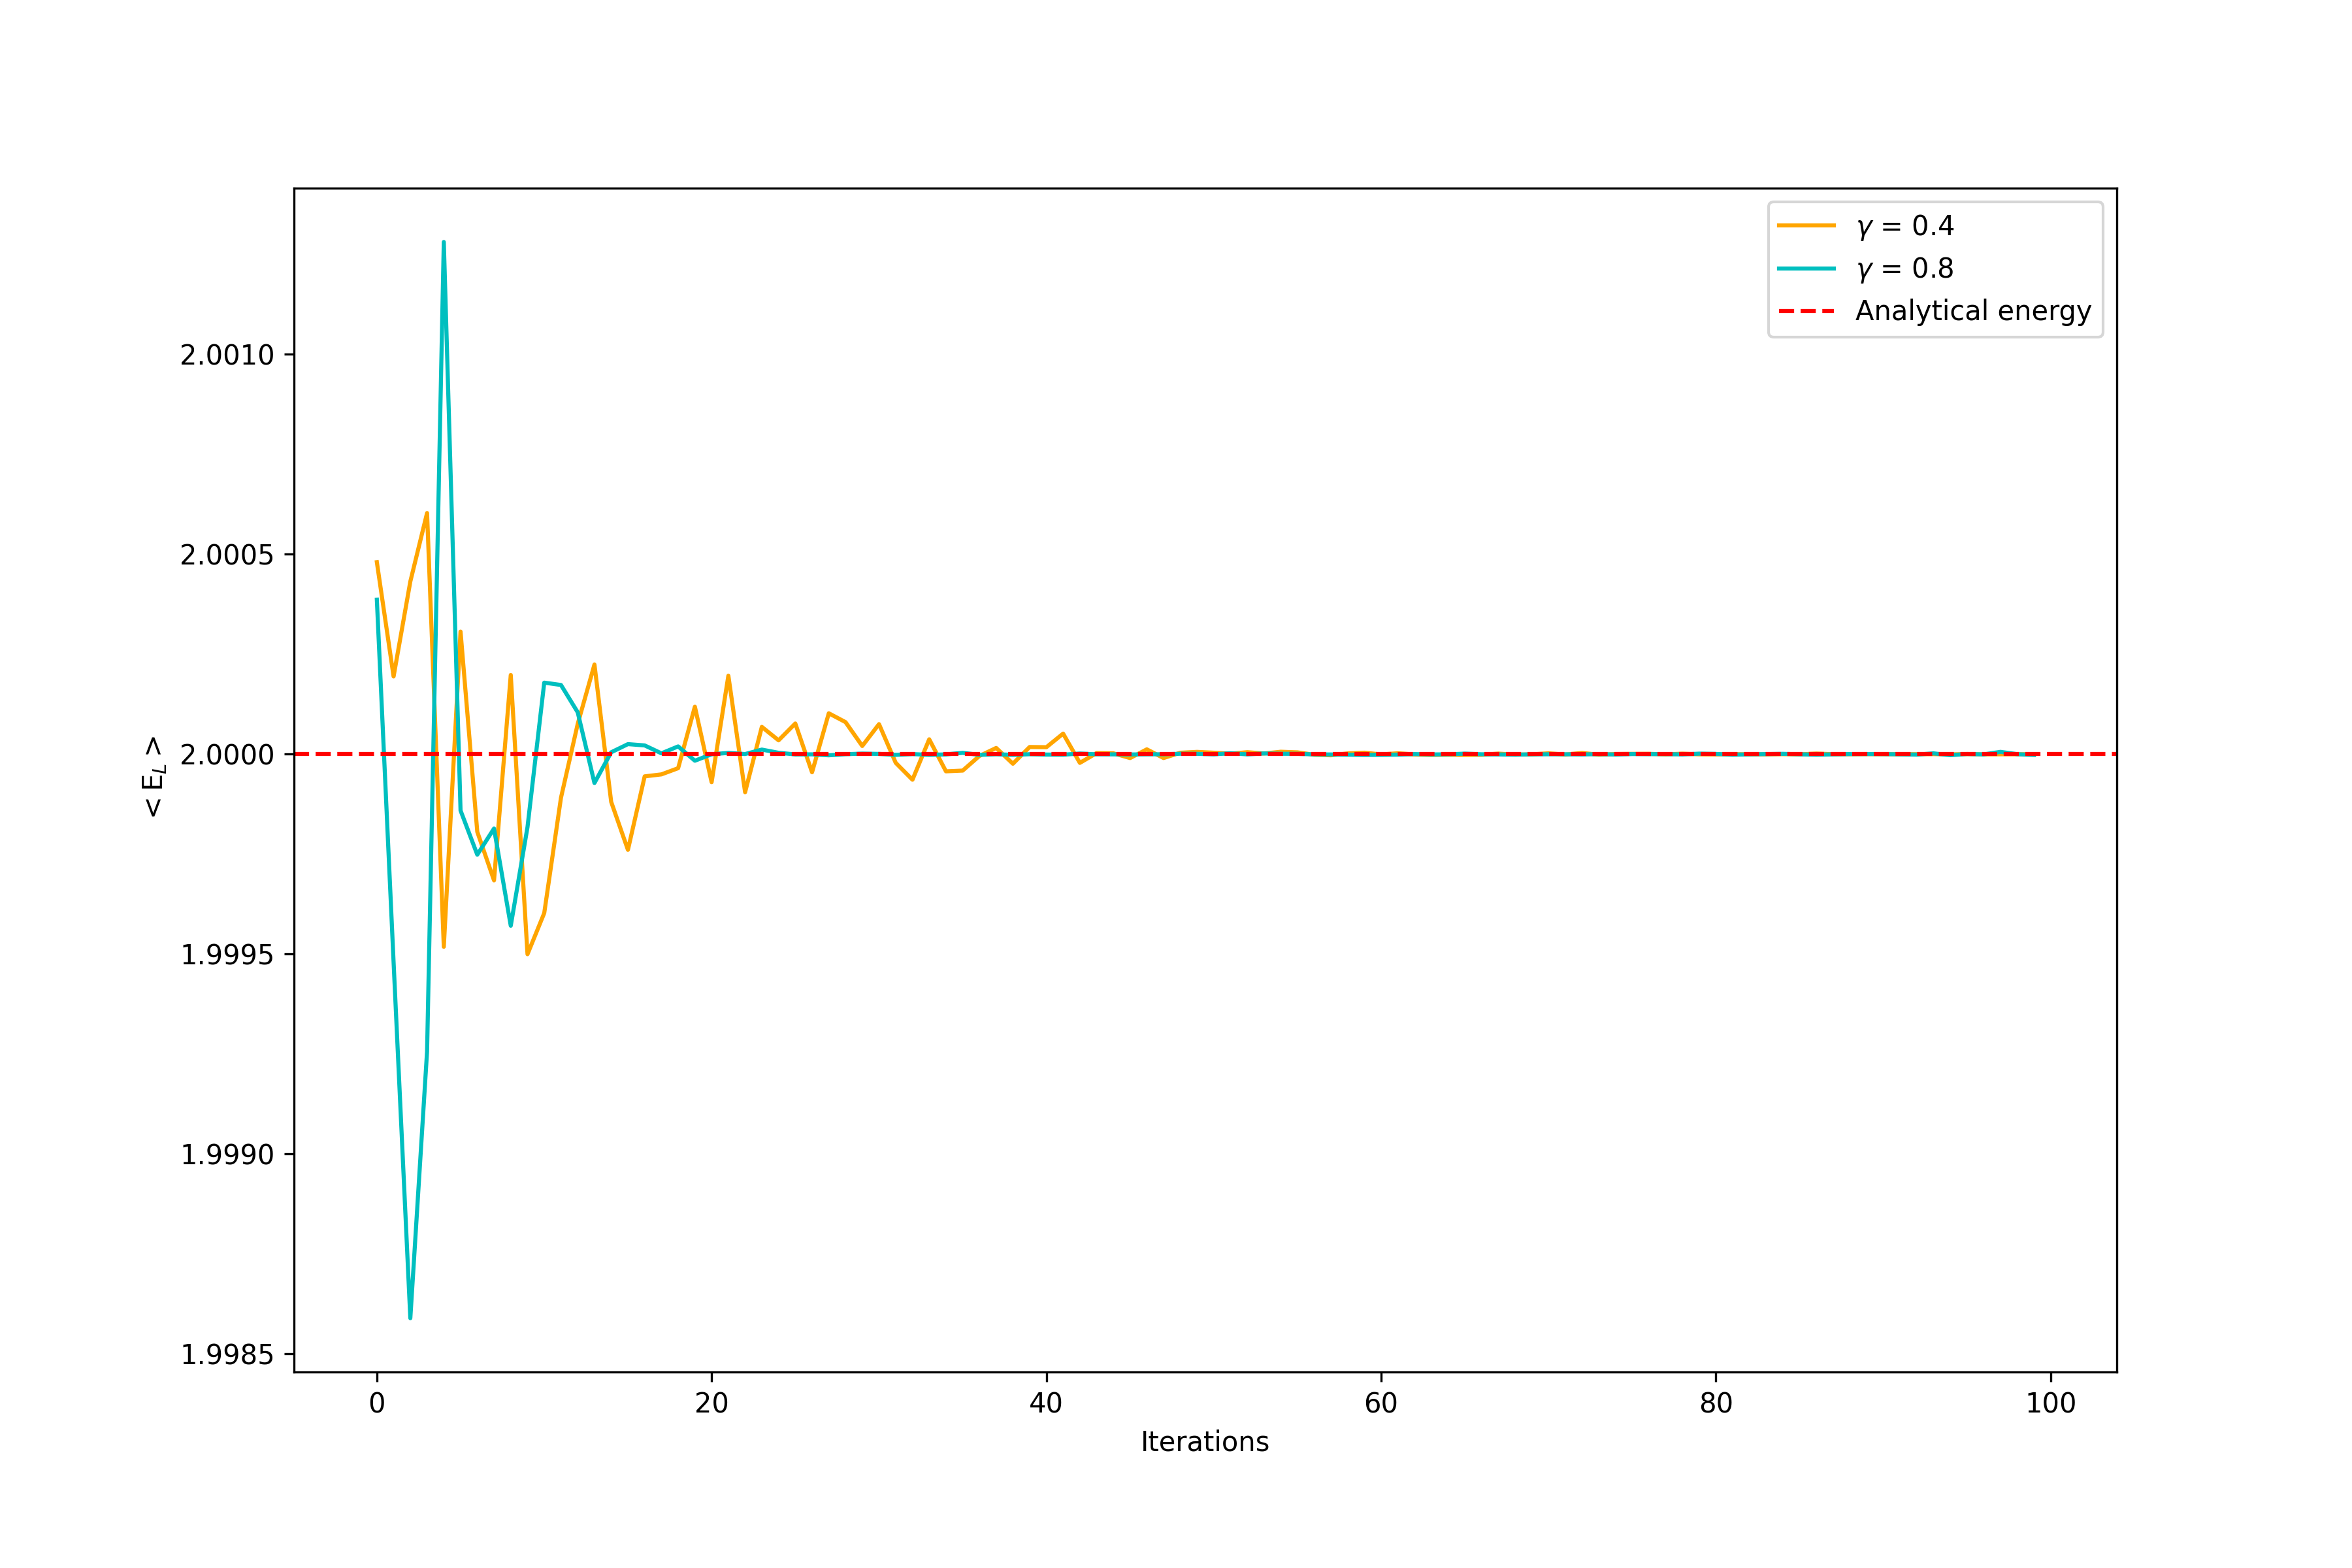 γ = 0.4
γ = 0.8
Analytical energy
2.0010
2.0005
2.0000
1.9995
1.9990
1.9985
< E_L >
0 20 40 60 80 100
Iterations